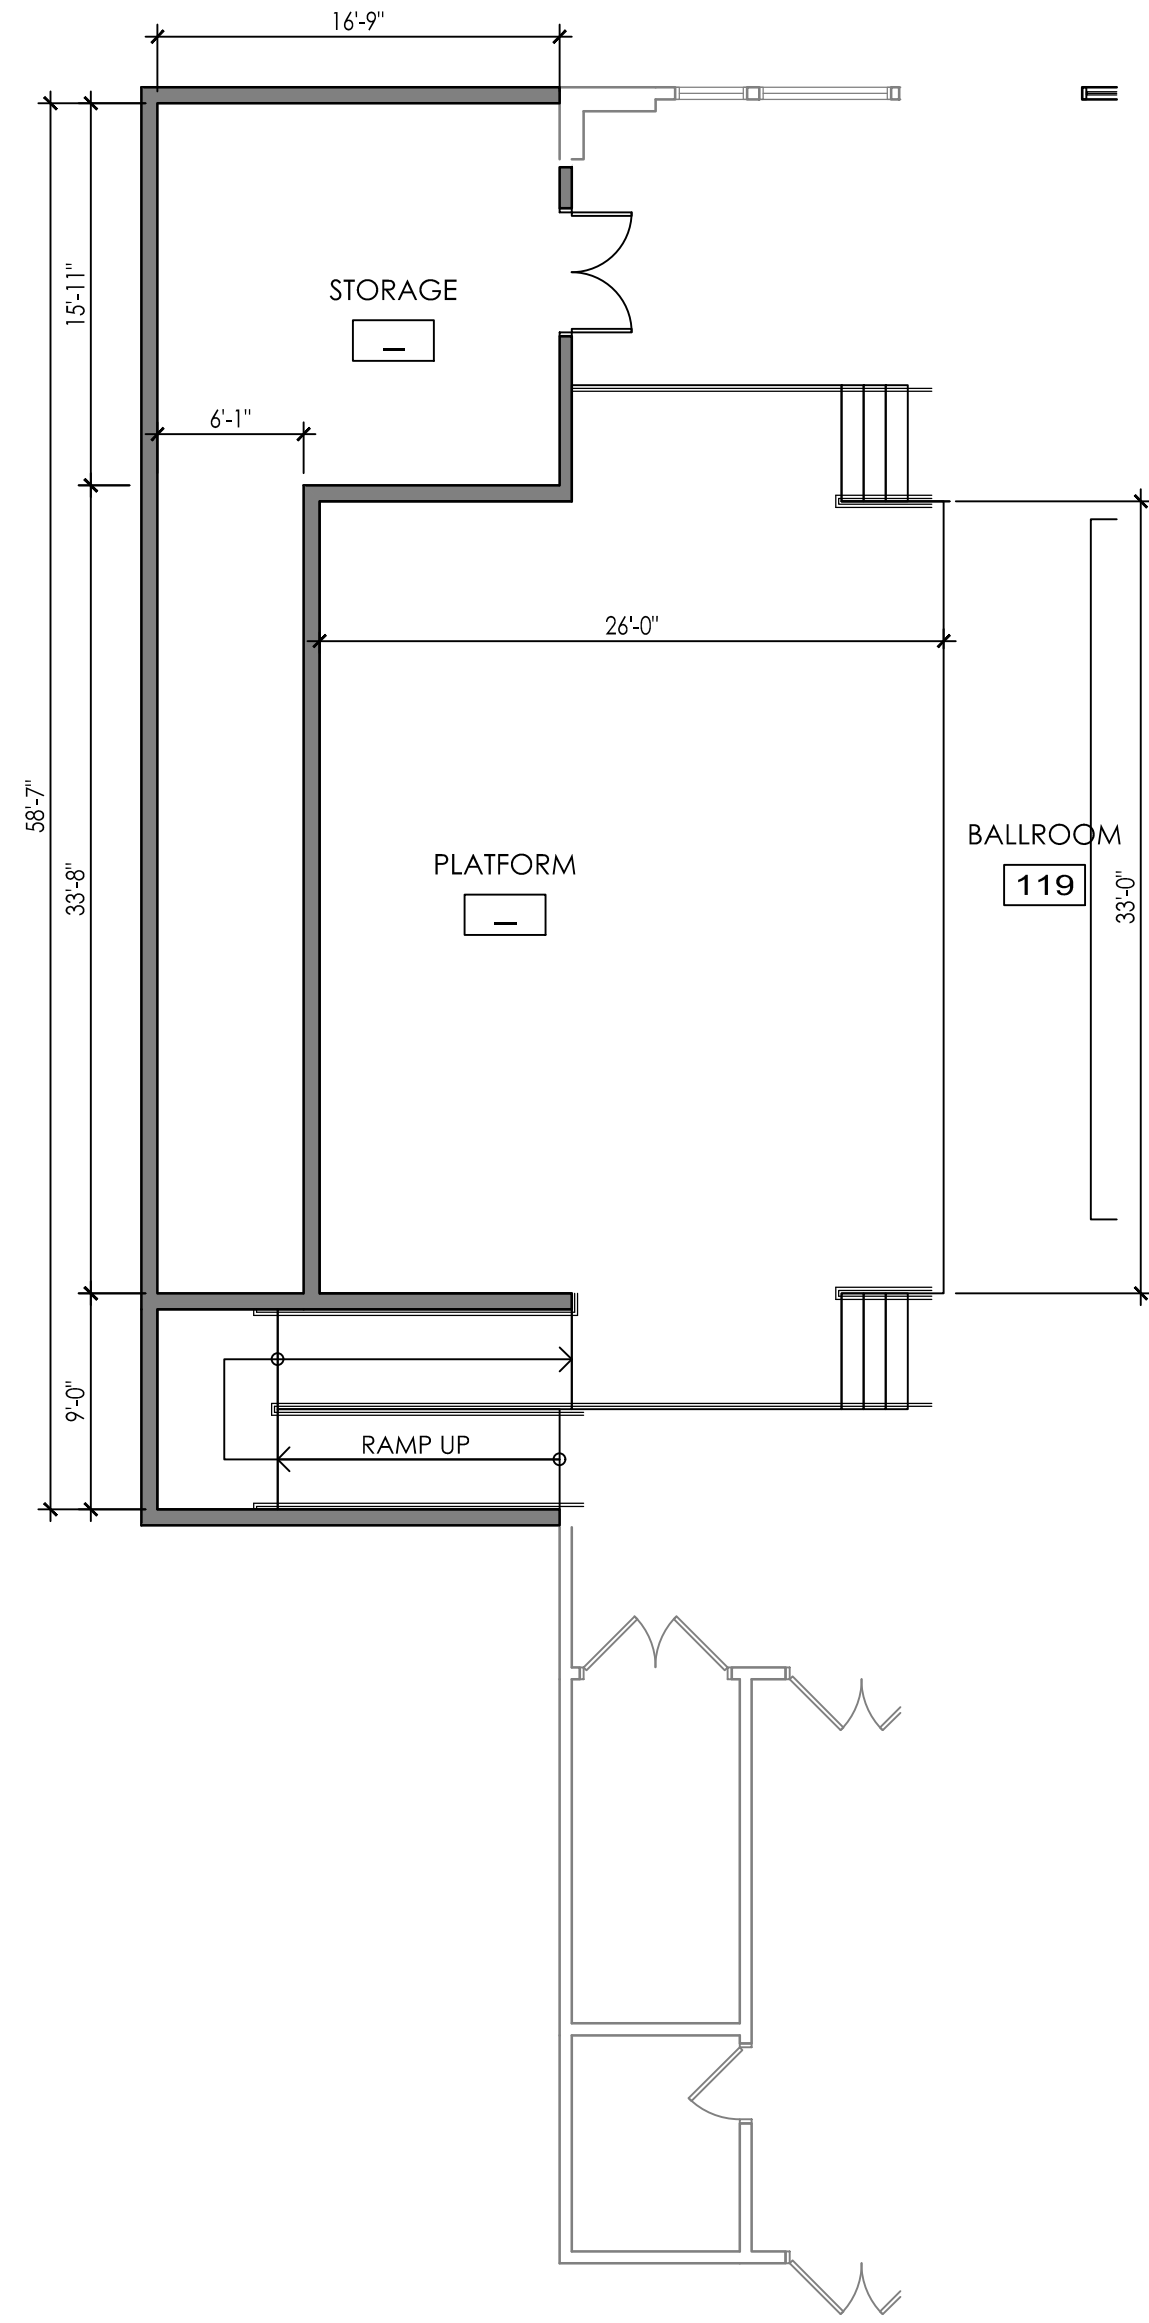 16'-9"
15'-11"
STORAGE
_
6'-1"
26'-0"
58'-7"
33'-8"
PLATFORM
_
BALLROOM
119
33'-0"
9'-0"
RAMP UP